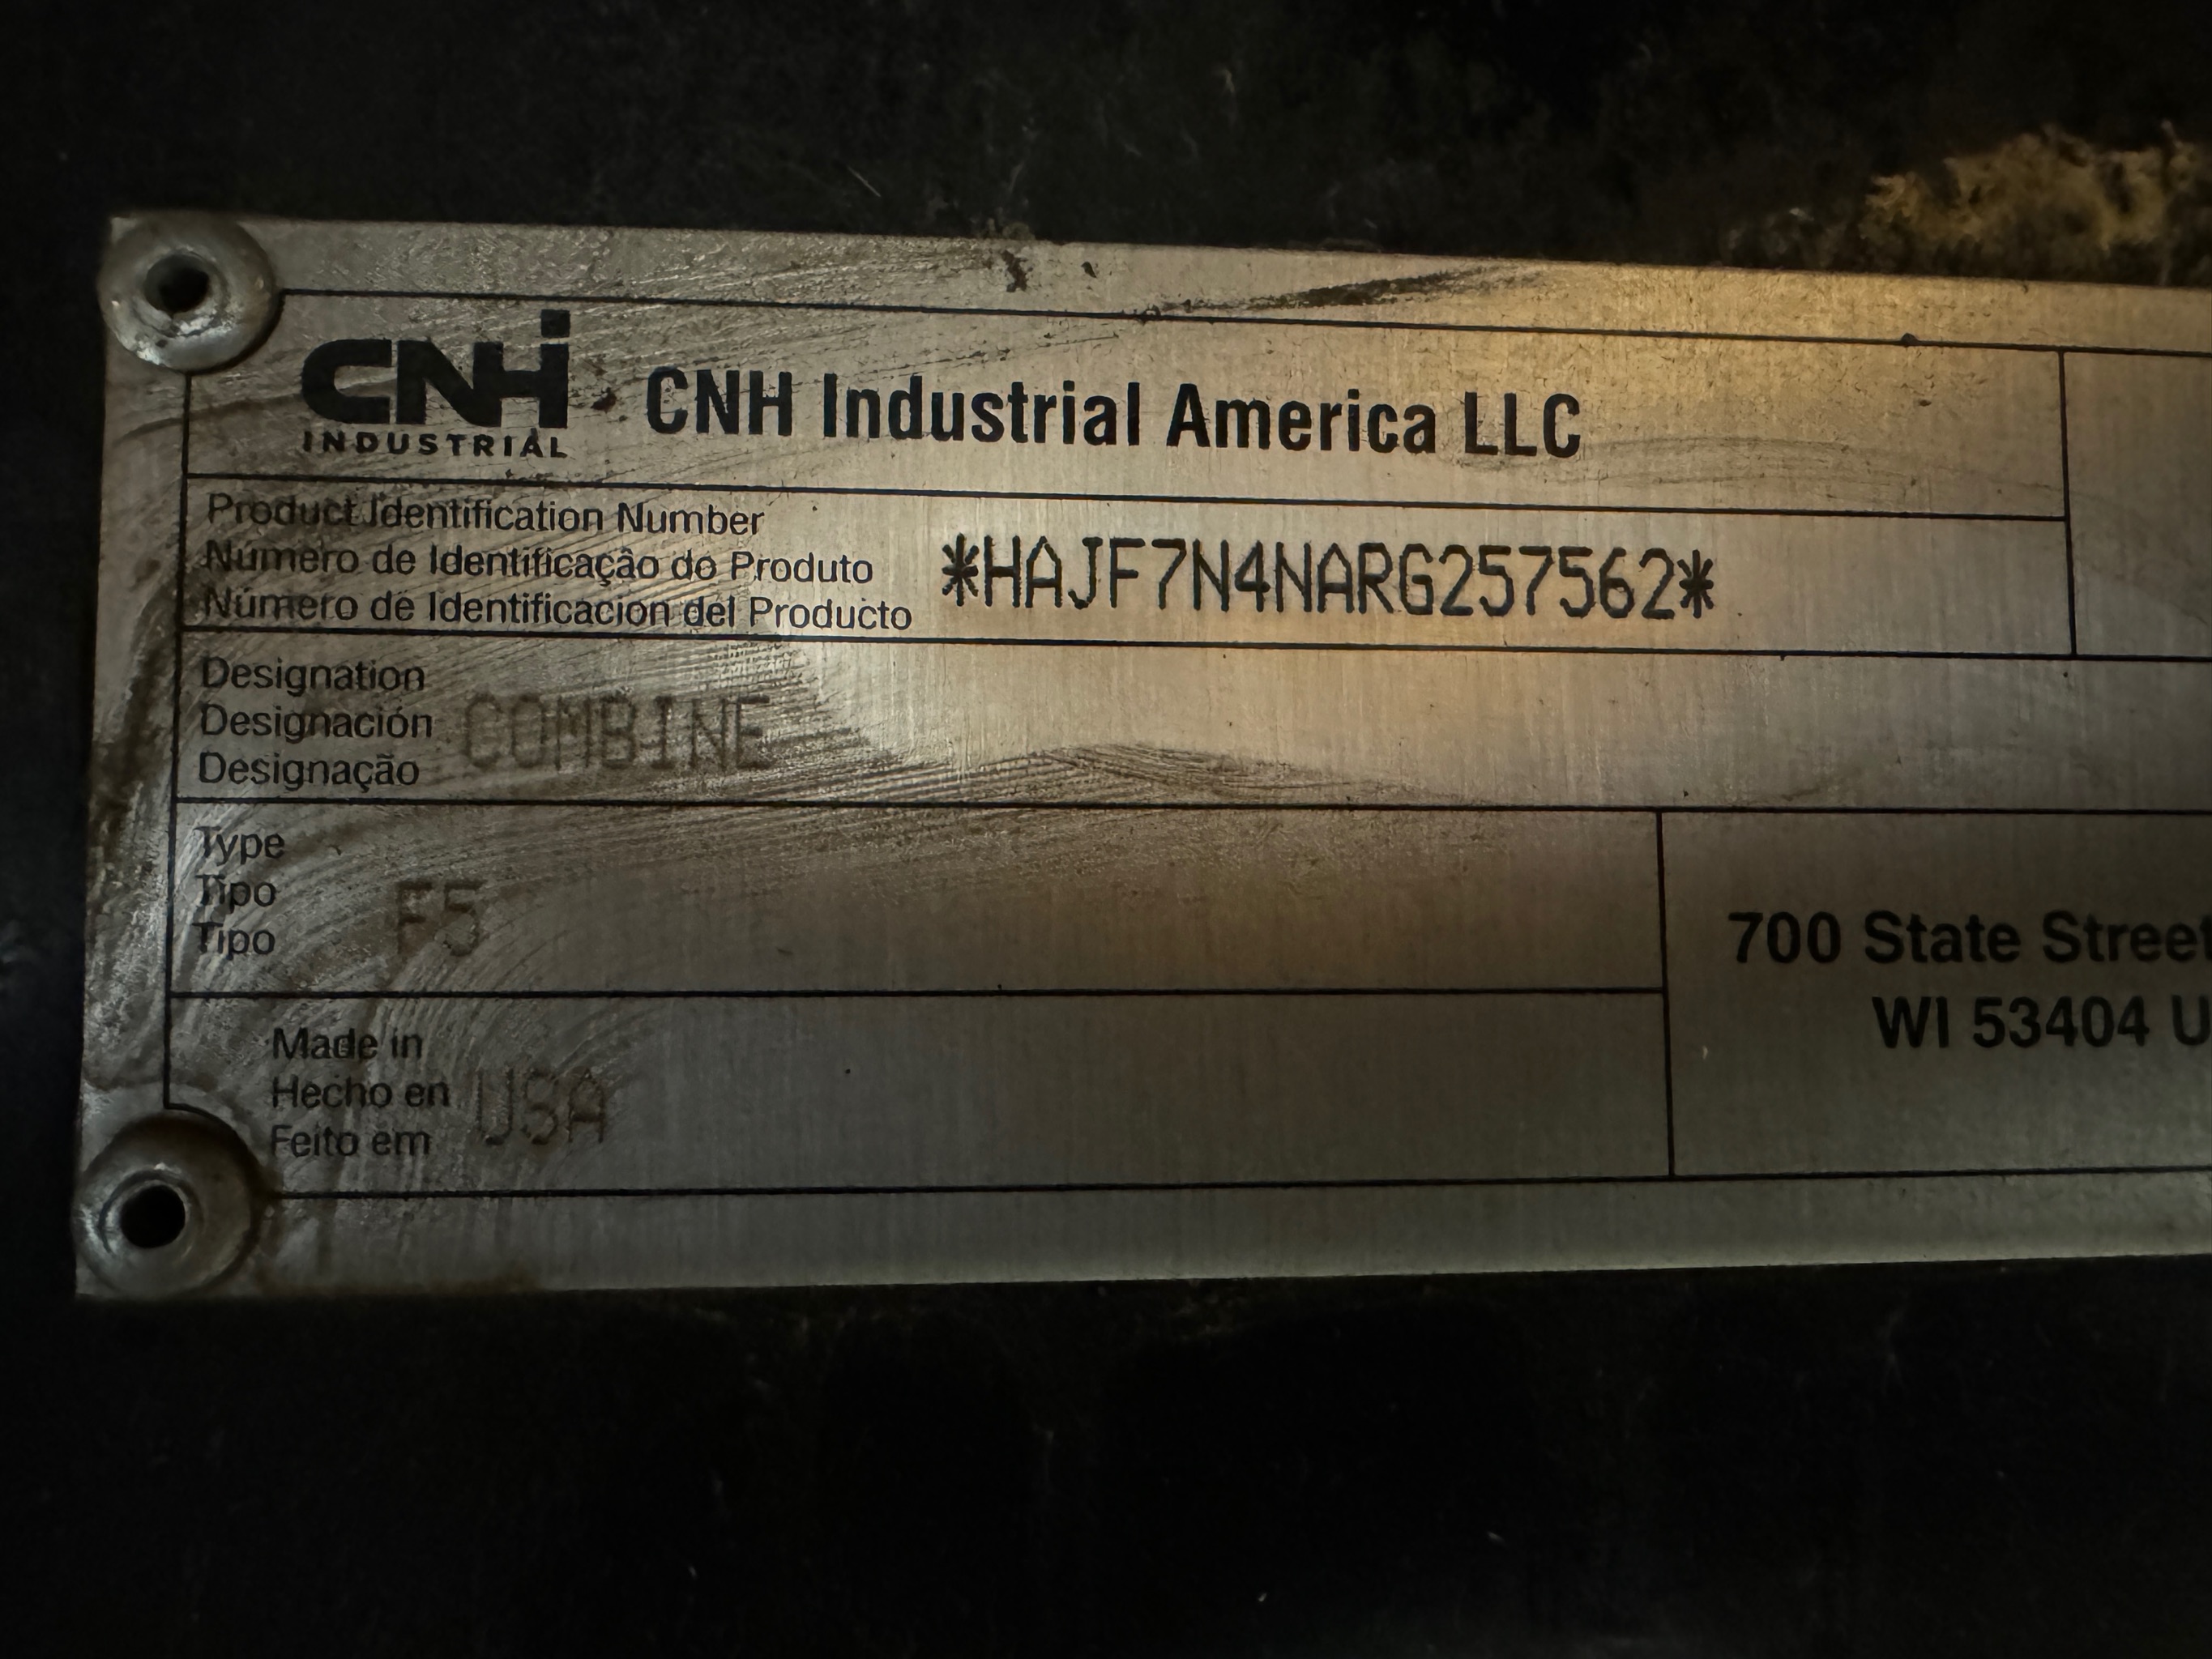 CNH
INDUSTRIAL
CNH Industrial America LLC
Product Identification Number
Número de Identificação do Produto
Número de Identificacion del Producto
*HAJF7N4NARG257562*
Designation
Designación
Designação
COMBINE
Type
Tipo
Tipo
F5
700 State Street
WI 53404 U
Made in
Hecho en
Feito em
USA